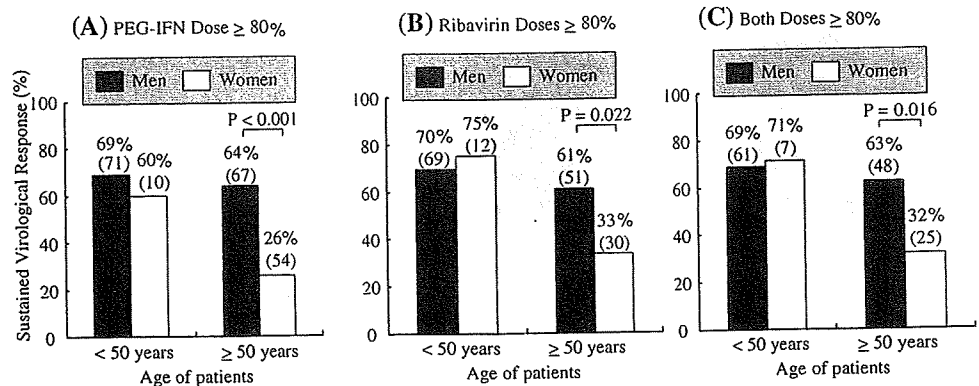 (A) PEG-IFN Dose ≥ 80%
Men Women
Sustained Virological Response (%)
100
80
60
40
20
0
P < 0.001
69%
(71)
60%
(10)
64%
(67)
26%
(54)
< 50 years ≥ 50 years
Age of patients
(B) Ribavirin Doses ≥ 80%
Men Women
100
80
60
40
20
0
P = 0.022
70%
(69)
75%
(12)
61%
(51)
33%
(30)
< 50 years ≥ 50 years
Age of patients
(C) Both Doses ≥ 80%
Men Women
100
80
60
40
20
0
P = 0.016
69%
(61)
71%
(7)
63%
(48)
32%
(25)
< 50 years ≥ 50 years
Age of patients